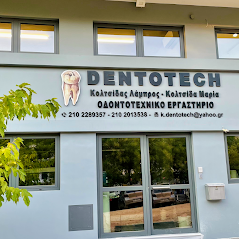 DENTOTECH
Κολτσίδας Λάμπρος - Κολτσίδα Μαρία
ΟΔΟΝΤΟΤΕΧΝΙΚΟ ΕΡΓΑΣΤΗΡΙΟ
210 2289357 - 210 2013538 - k.dentotech@yahoo.gr